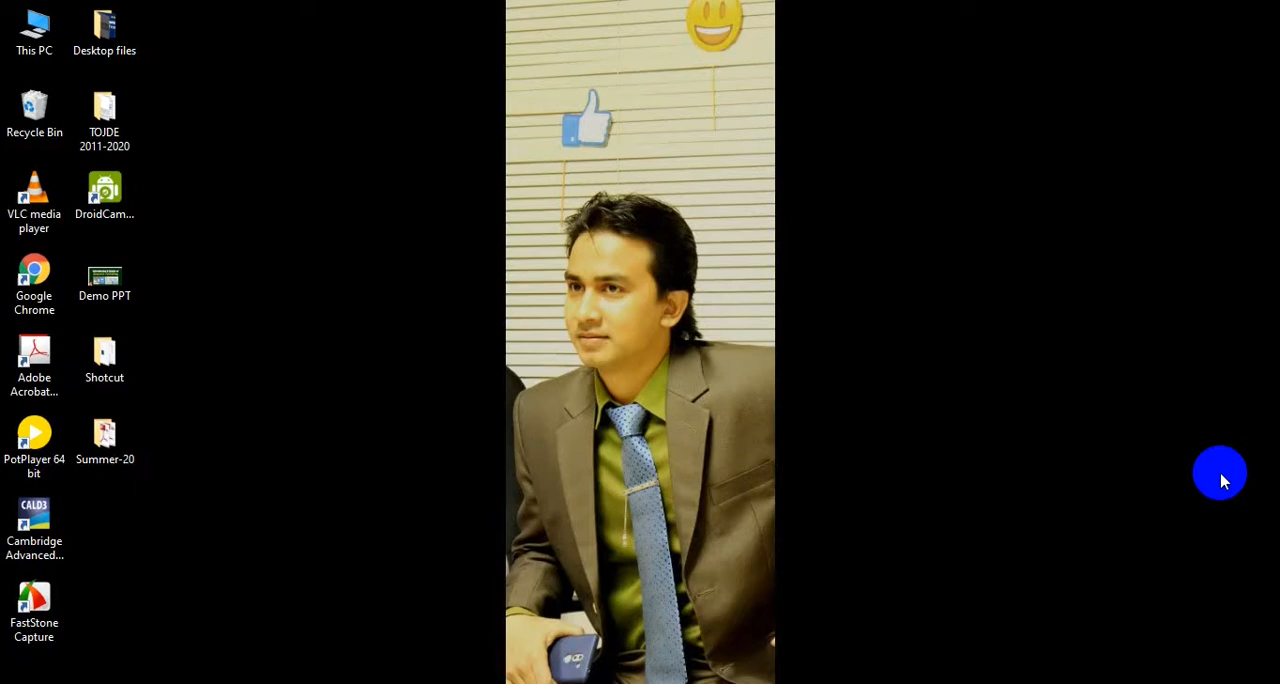 This PC
Desktop files
Recycle Bin
TOJDE
2011-2020
VLC media
player
DroidCam...
Google
Chrome
Demo PPT
Adobe
Acrobat...
Shotcut
PotPlayer 64
bit
Summer-20
CALD3
Cambridge
Advanced...
FastStone
Capture